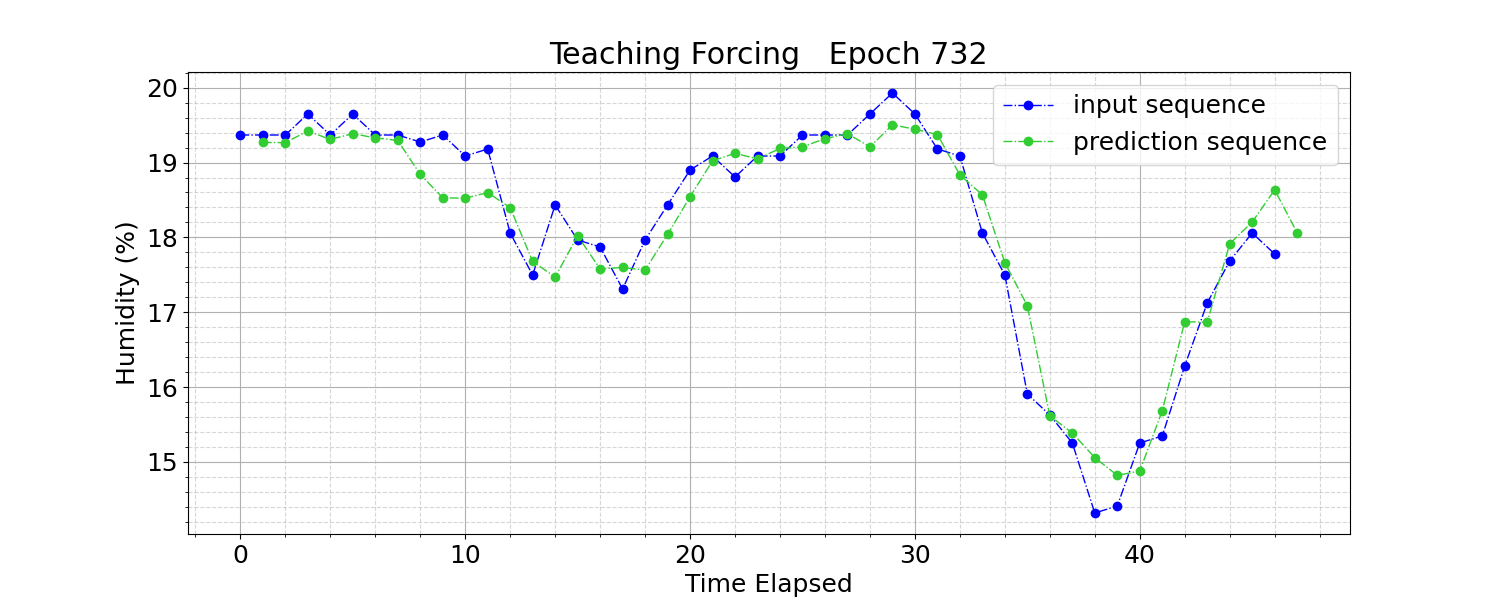 Teaching Forcing   Epoch 732
input sequence
prediction sequence
Humidity (%)
20
19
18
17
16
15
0 10 20 30 40
Time Elapsed